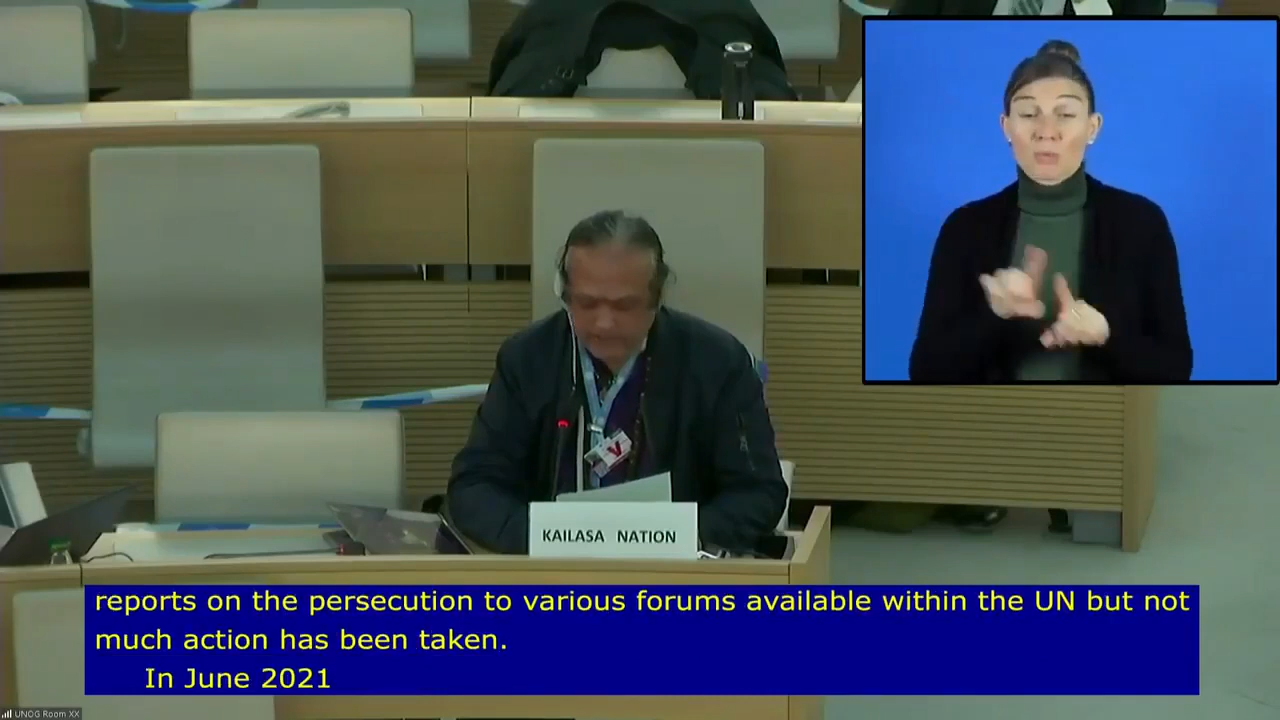 KAILASA NATION
reports on the persecution to various forums available within the UN but not
much action has been taken.
In June 2021
UNOG Room XX